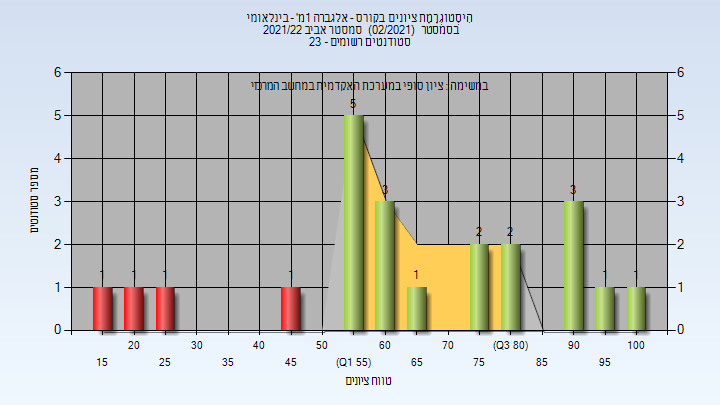 היסטוגרמת ציונים בקורס - אלגברה 1מ' - בינלאומי
בסמסטר (02/2021) סמסטר אביב 2021/22
סטודנטים רשומים - 23
במשימה : ציון סופי במערכת האקדמית במחשב המרכזי
מספר סטודנטים
6 6
5 5
4 4
3 3
2 2
1 1
0 0
1 1 1 1 5 3 1 2 2 3 1 1
20 30 40 50 60 70 (Q3 80) 90 100
15 25 35 45 (Q1 55) 65 75 85 95
טווח ציונים